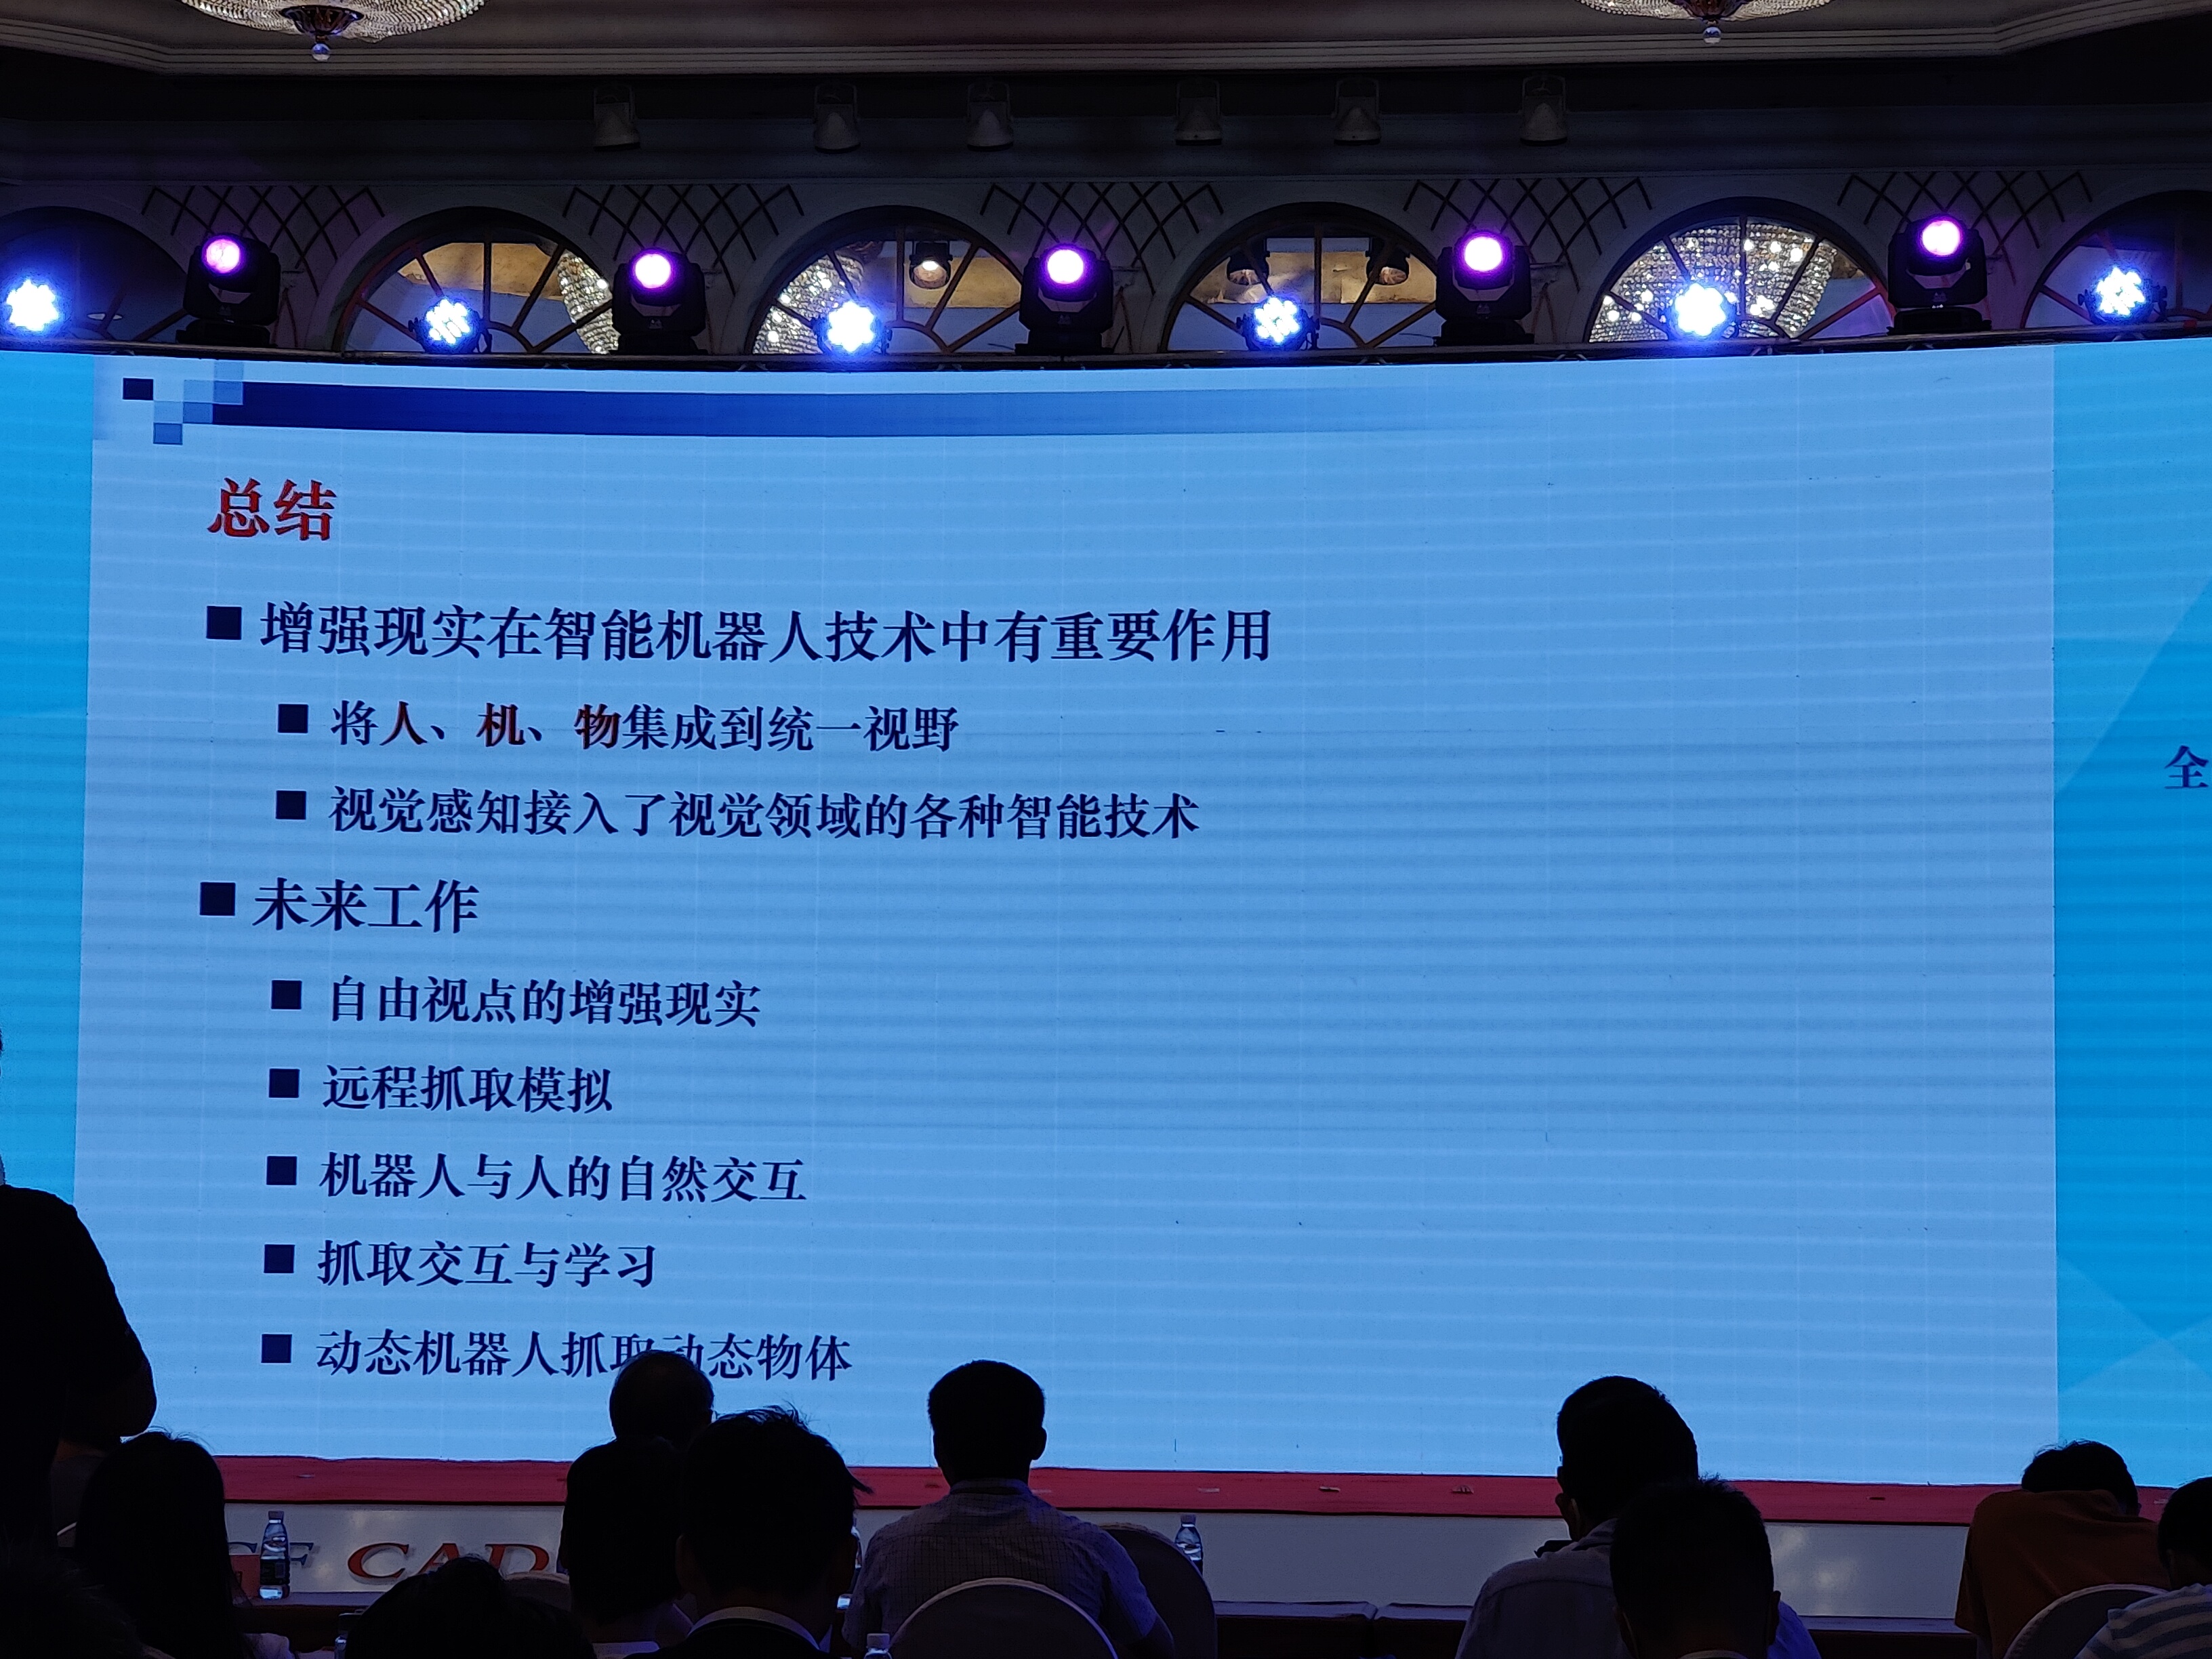 总结
增强现实在智能机器人技术中有重要作用
将人、机、物集成到统一视野
视觉感知接入了视觉领域的各种智能技术
未来工作
自由视点的增强现实
远程抓取模拟
机器人与人的自然交互
抓取交互与学习
动态机器人抓取动态物体
全
CAD